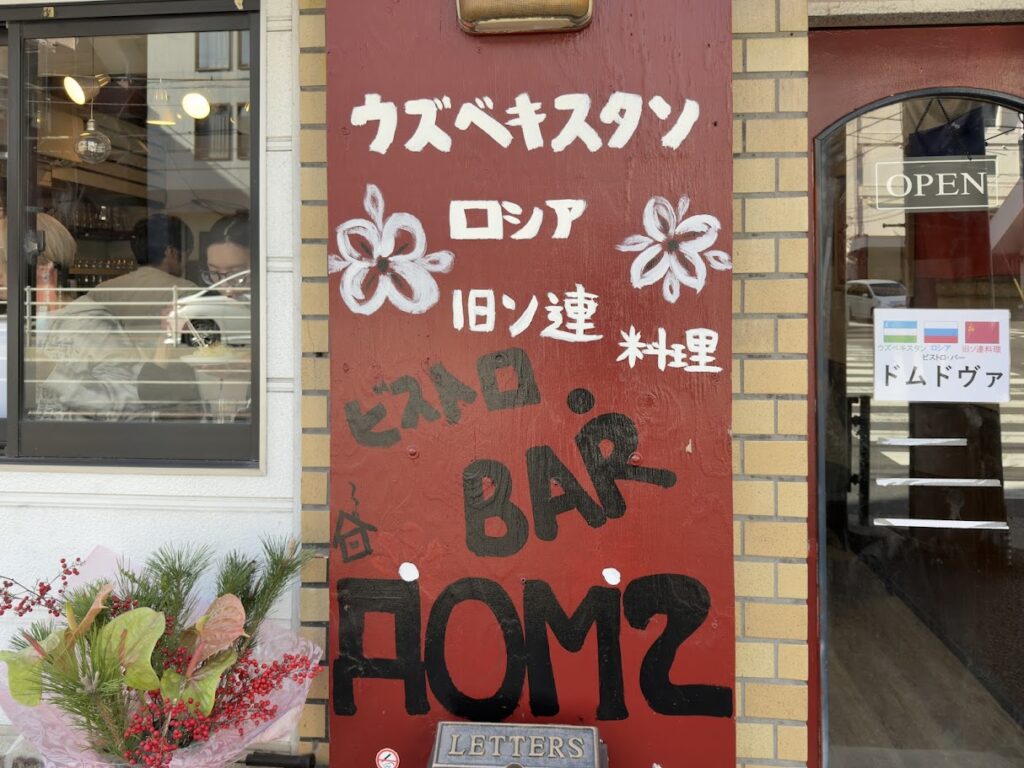 ウズベキスタン
ロシア
旧ソ連
料理
ビストロ
BAR
ДОМ2
LETTERS
OPEN
ウズベキスタン ロシア 旧ソ連料理
ビストロ・バー
ドムドヴァ